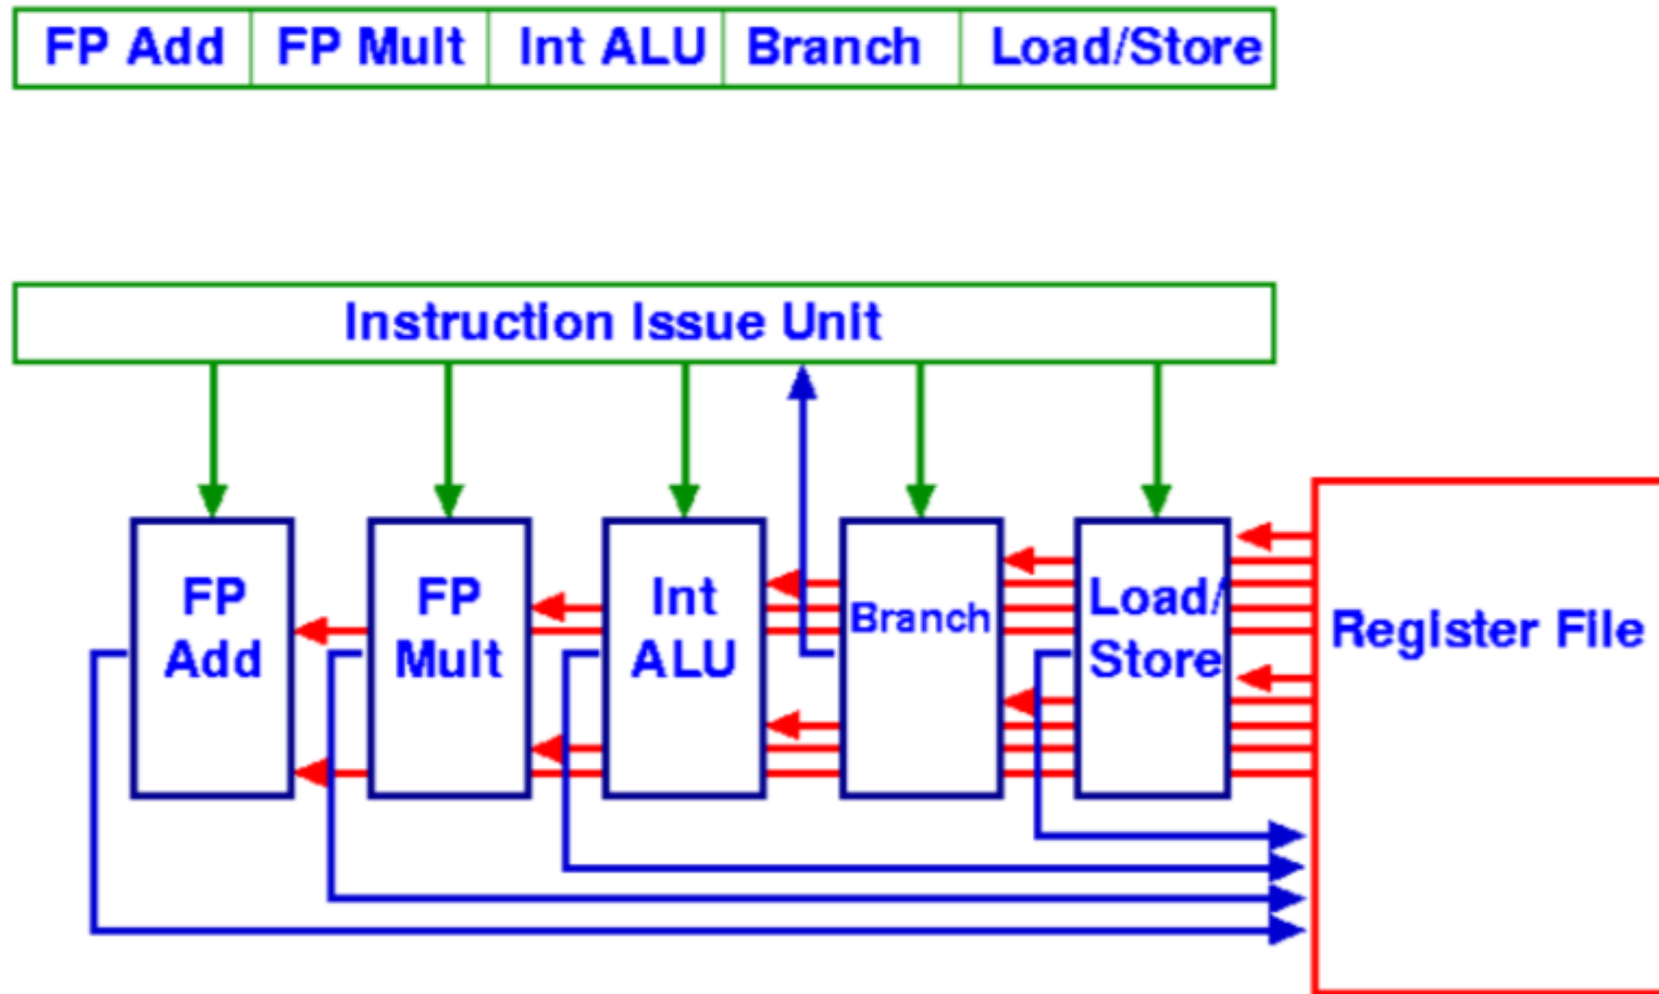 FP Add FP Mult Int ALU Branch Load/Store
Instruction Issue Unit
FP
Add
FP
Mult
Int
ALU
Branch
Load/
Store
Register File